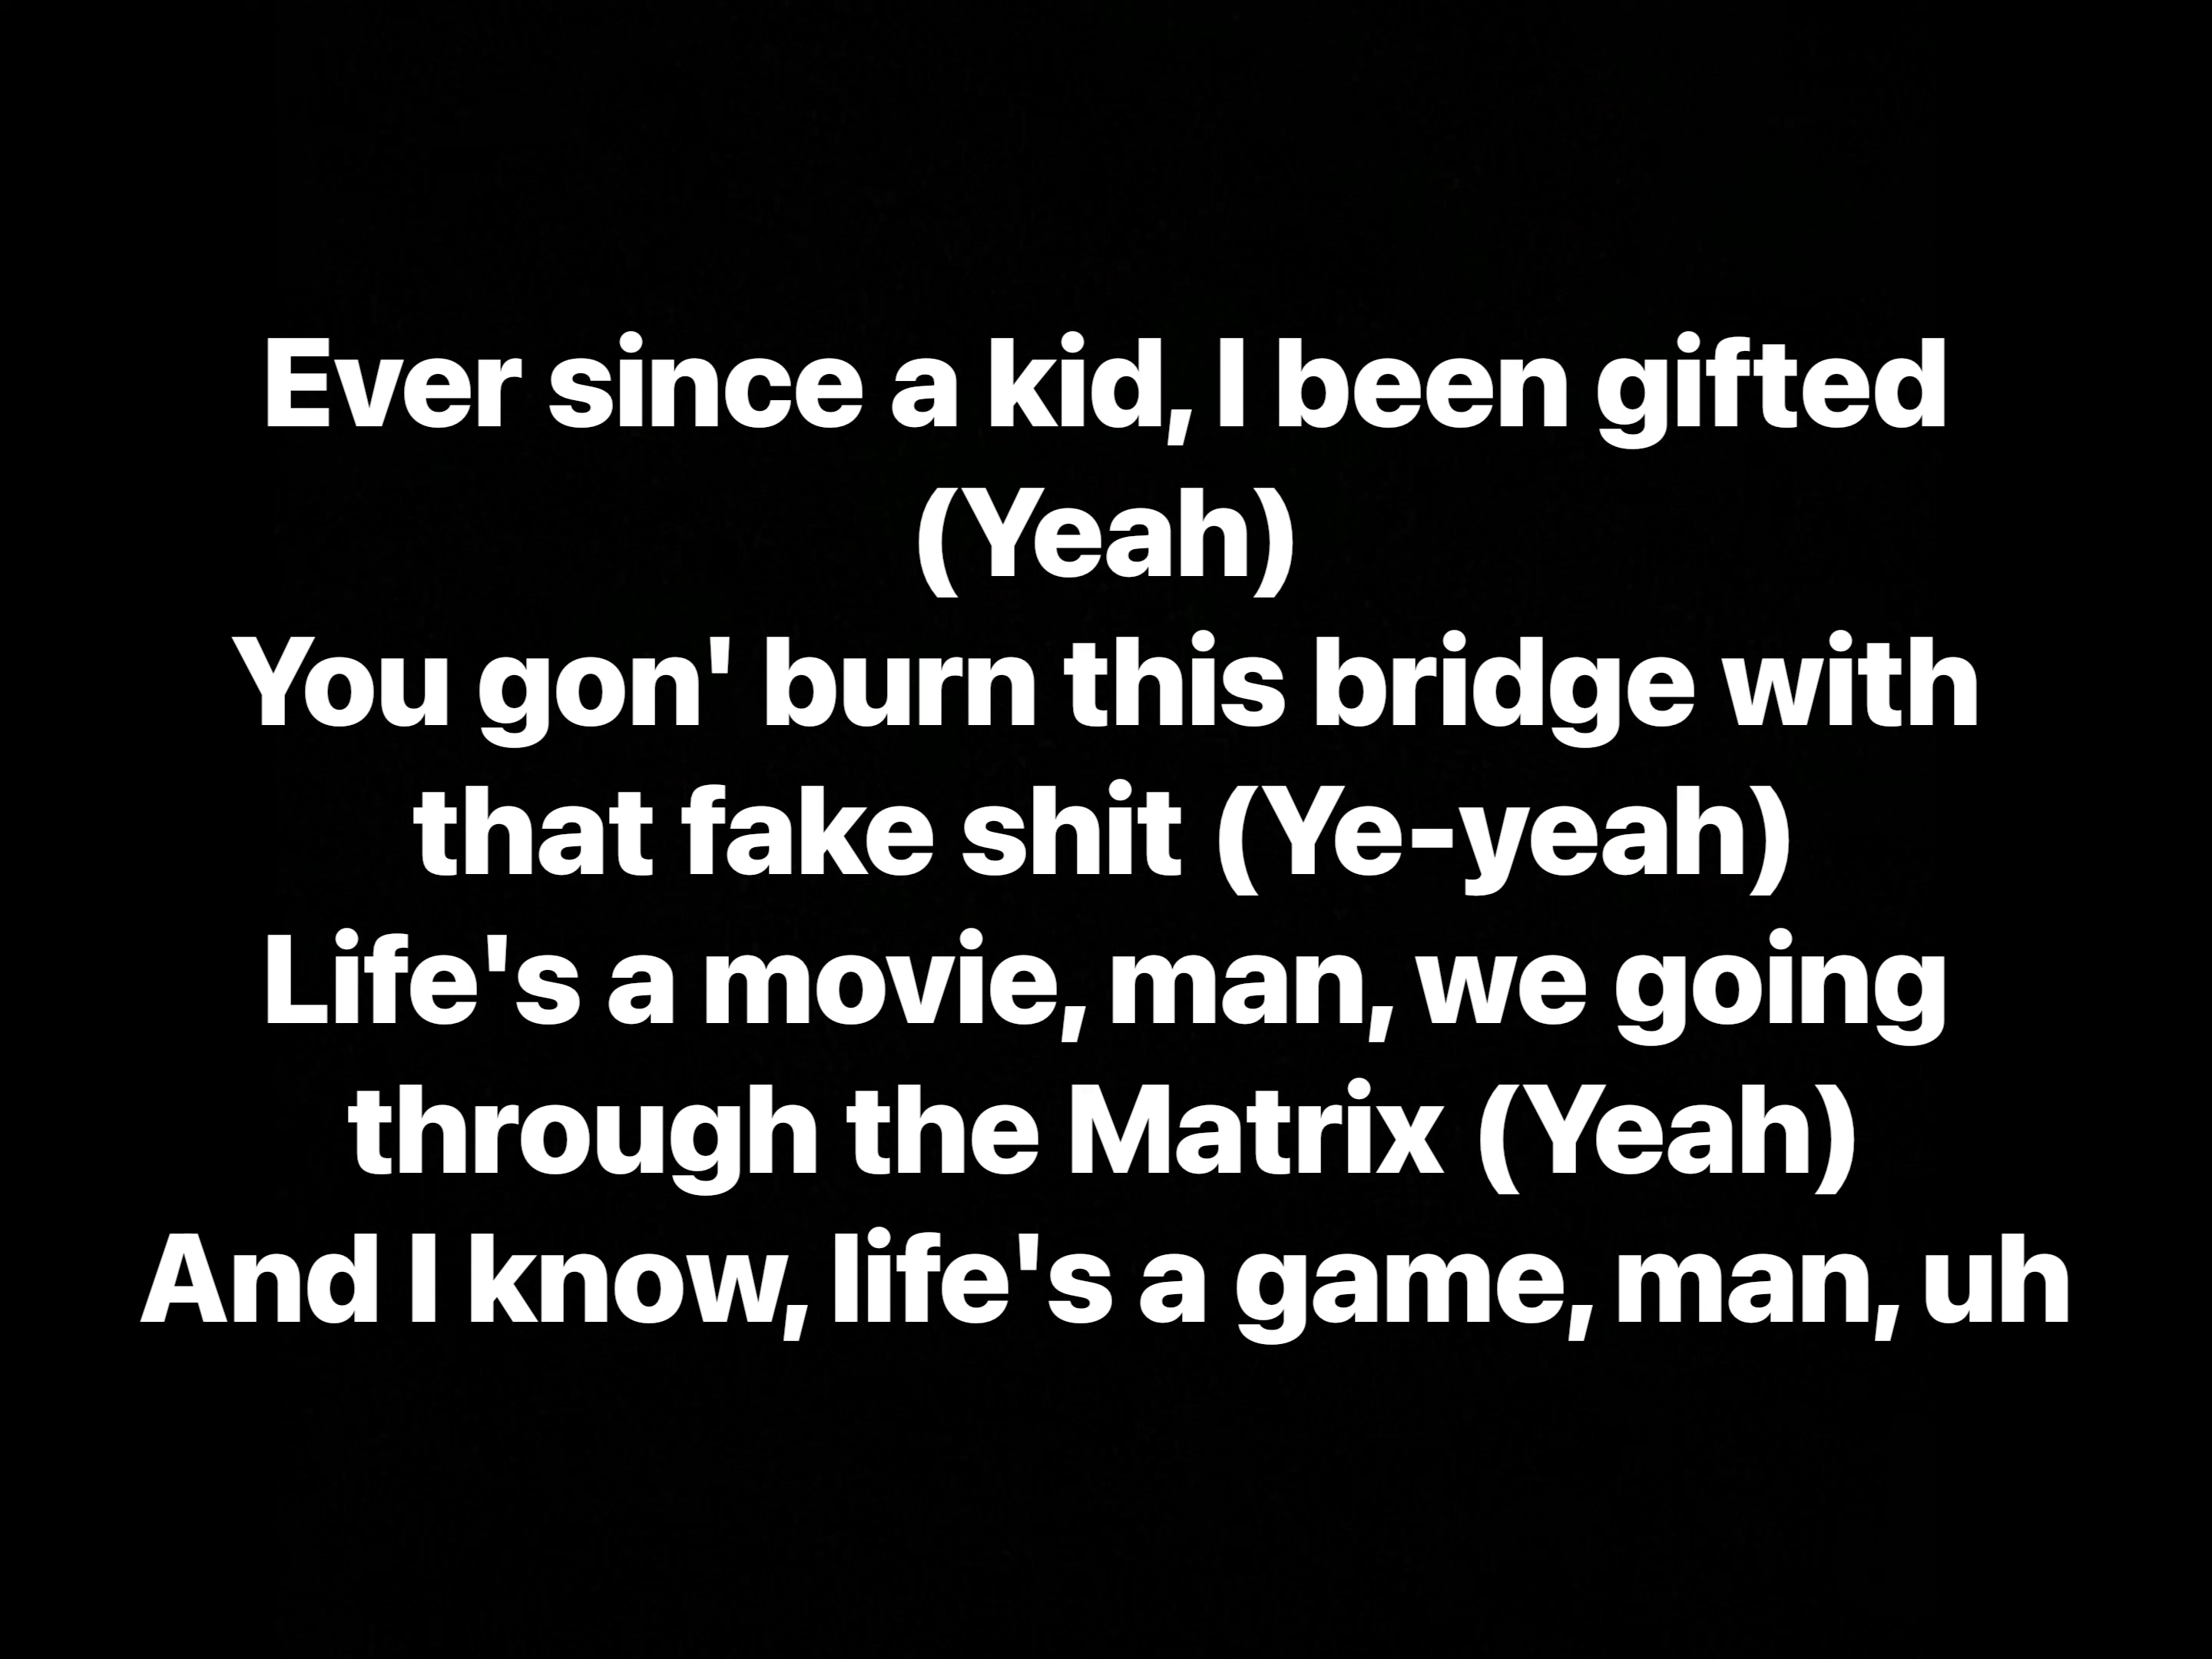 Ever since a kid, I been gifted
(Yeah)
You gon' burn this bridge with
that fake shit (Ye-yeah)
Life's a movie, man, we going
through the Matrix (Yeah)
And I know, life's a game, man, uh